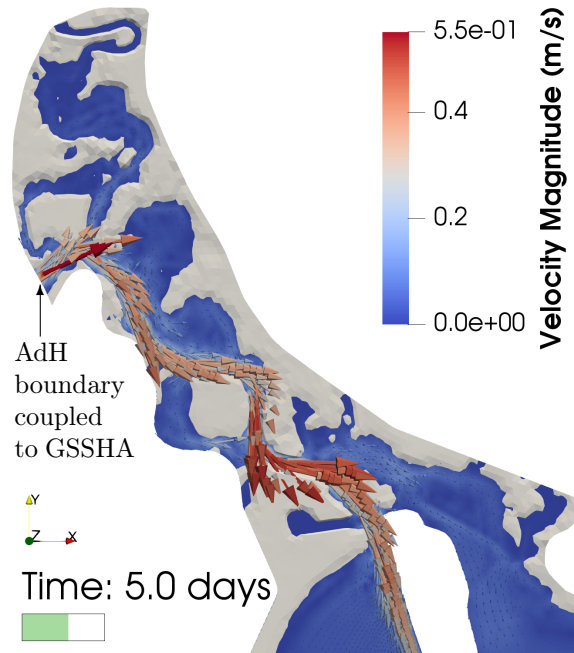 5.5e-01
0.4
0.2
0.0e+00
Velocity Magnitude (m/s)
AdH
boundary
coupled
to GSSHA
Y
Z
X
Time: 5.0 days